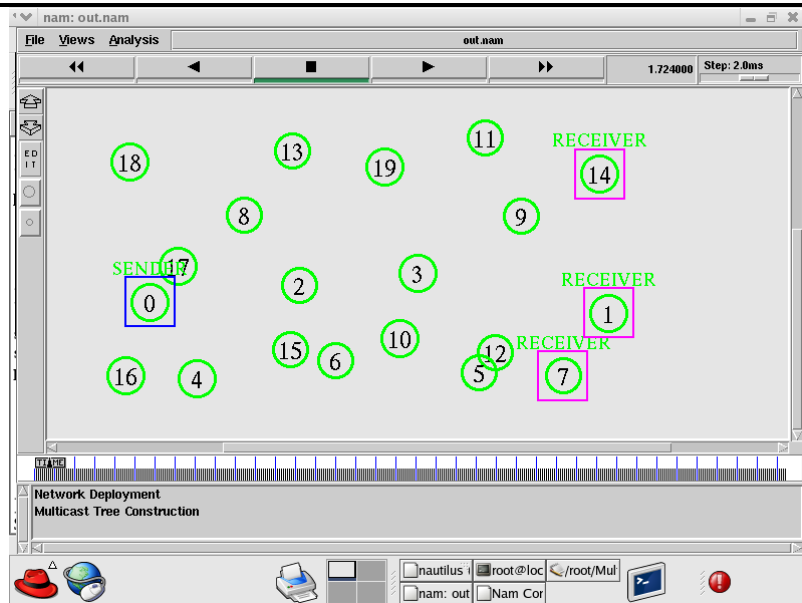 nam: out.nam
File Views Analysis out.nam
1.724000 Step: 2.0ms
E D
I T
11
13
RECEIVER
18
19
14
8
9
SENDER
17
3
2
RECEIVER
0
1
10
RECEIVER
15
12
6
5
7
16
4
TIME
Network Deployment
Multicast Tree Construction
nautilus
root@loc
/root/Mul
nam: out
Nam Cor